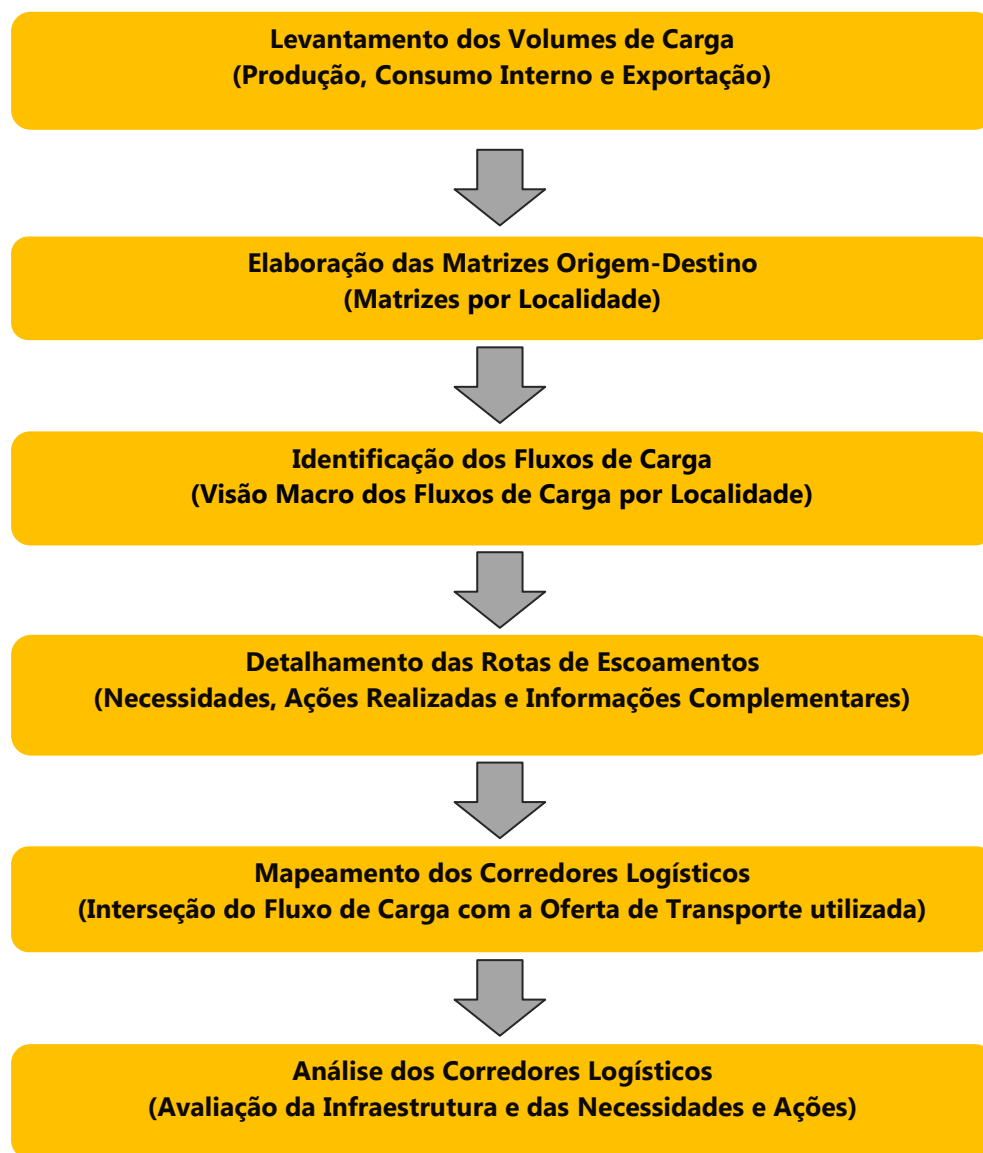 Levantamento dos Volumes de Carga
(Produção, Consumo Interno e Exportação)
Elaboração das Matrizes Origem-Destino
(Matrizes por Localidade)
Identificação dos Fluxos de Carga
(Visão Macro dos Fluxos de Carga por Localidade)
Detalhamento das Rotas de Escoamentos
(Necessidades, Ações Realizadas e Informações Complementares)
Mapeamento dos Corredores Logísticos
(Interseção do Fluxo de Carga com a Oferta de Transporte utilizada)
Análise dos Corredores Logísticos
(Avaliação da Infraestrutura e das Necessidades e Ações)